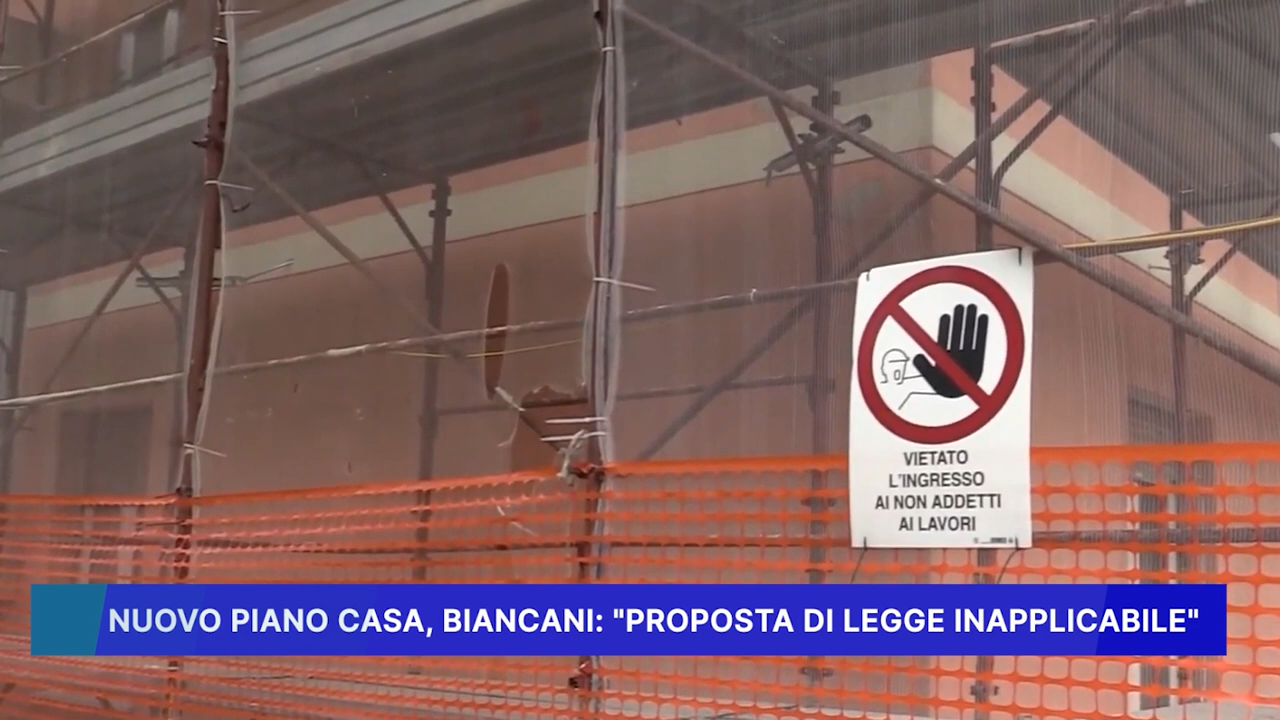 VIETATO
L'INGRESSO
AI NON ADDETTI
AI LAVORI
NUOVO PIANO CASA, BIANCANI: "PROPOSTA DI LEGGE INAPPLICABILE"